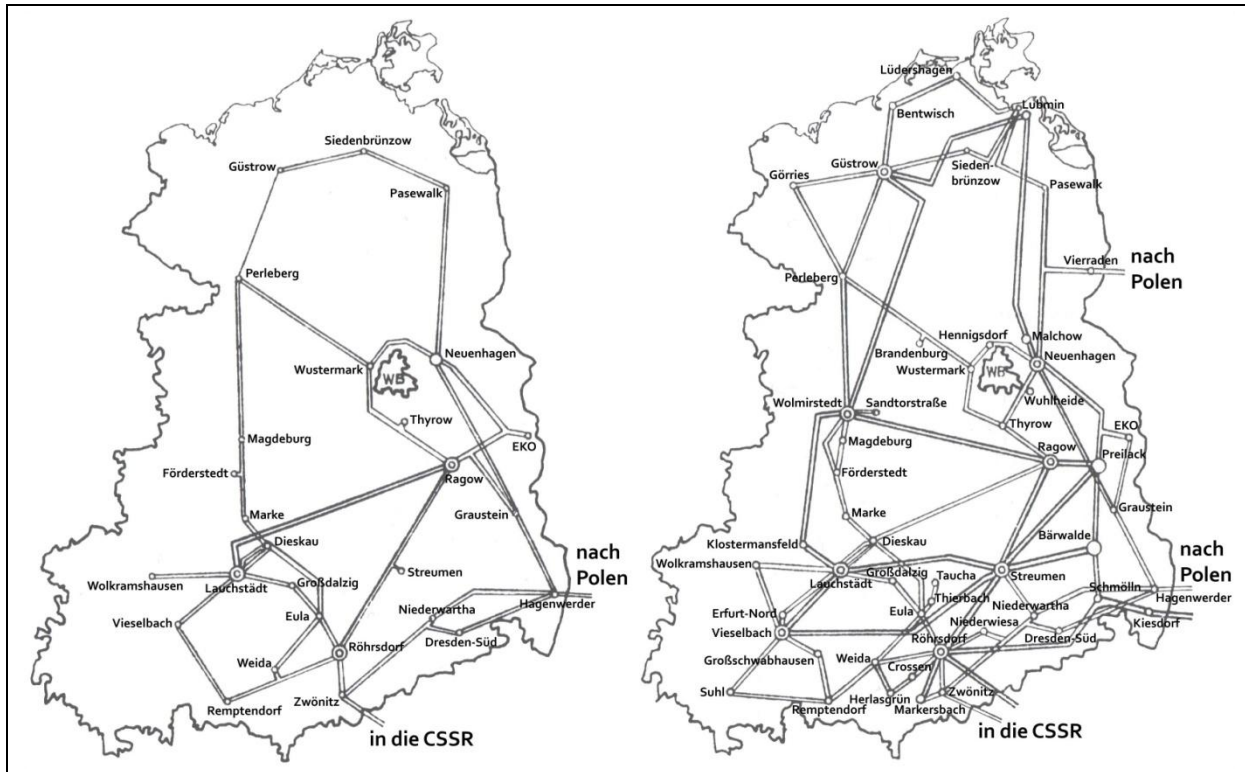 Siedenbrünzow
Güstrow
Pasewalk
Perleberg
Neuenhagen
Wustermark
WB
Thyrow
EKO
Magdeburg
Förderstedt
Ragow
Graustein
Marke
Dieskau
nach
Polen
Wolkramshausen
Lauchstädt
Großdalzig
Streumen
Hagenwerder
Niederwartha
Eula
Vieselbach
Dresden-Süd
Röhrsdorf
Weida
Remptendorf
Zwönitz
in die CSSR
Lüdershagen
Lubmin
Bentwisch
Güstrow
Görries
Sieden-
brünzow
Pasewalk
Vierraden
nach
Polen
Perleberg
Hennigsdorf
Malchow
Brandenburg
Neuenhagen
Wustermark
WB
Wuhlheide
Wolmirstedt
Sandtorstraße
Thyrow
EKO
Magdeburg
Ragow
Preilack
Förderstedt
Graustein
Marke
Bärwalde
Klostermansfeld
Dieskau
nach
Polen
Wolkramshausen
Großdalzig
Taucha
Lauchstädt
Streumen
Schmölln
Hagenwerder
Thierbach
Erfurt-Nord
Eula
Niederwartha
Kiesdorf
Vieselbach
Niederwiesa
Röhrsdorf
Dresden-Süd
Großschwabhausen
Weida
Crossen
Suhl
Herlasgrün
Zwönitz
Remptendorf
Markersbach
in die CSSR